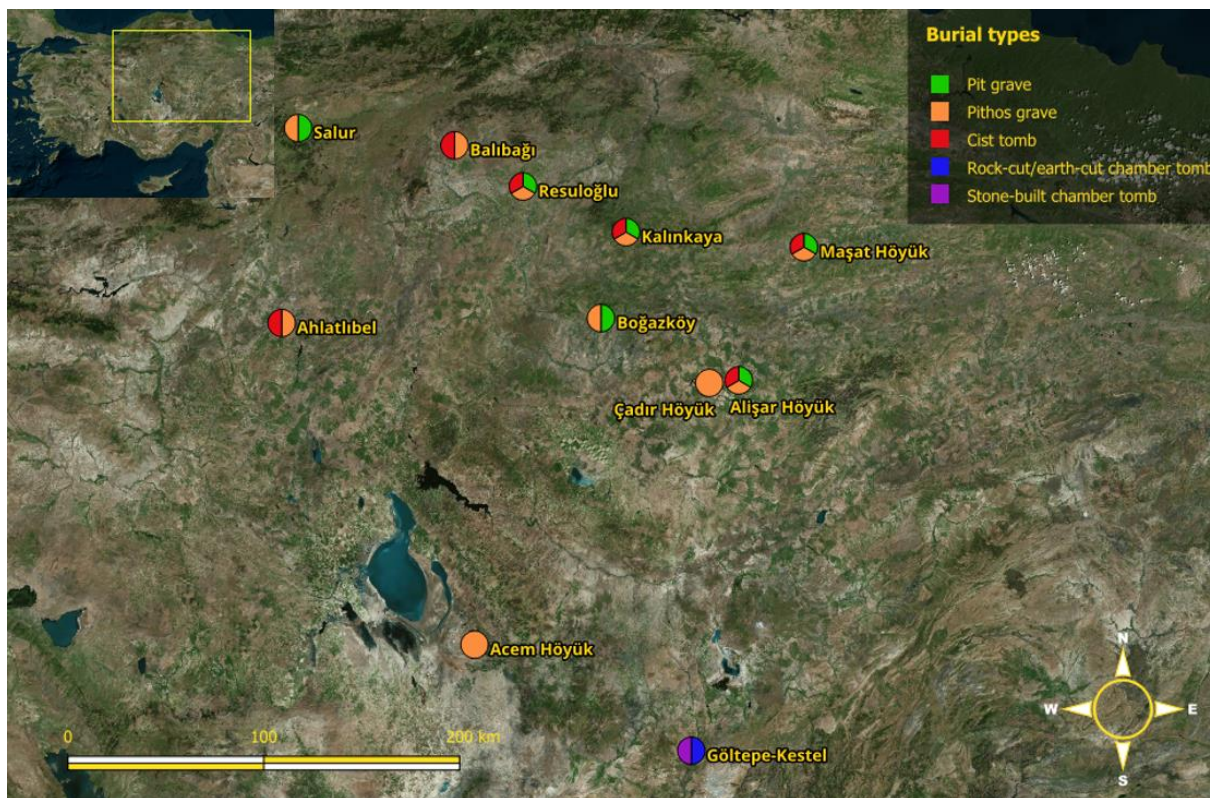 Burial types
Pit grave
Pithos grave
Cist tomb
Rock-cut/earth-cut chamber tomb
Stone-built chamber tomb
Salur
Balıbağı
Resuloğlu
Kalınkaya
Maşat Höyük
Ahlatlıbel
Boğazköy
Çadır Höyük
Alişar Höyük
Acem Höyük
Göltepe-Kestel
0 100 200 km
N
W E
S